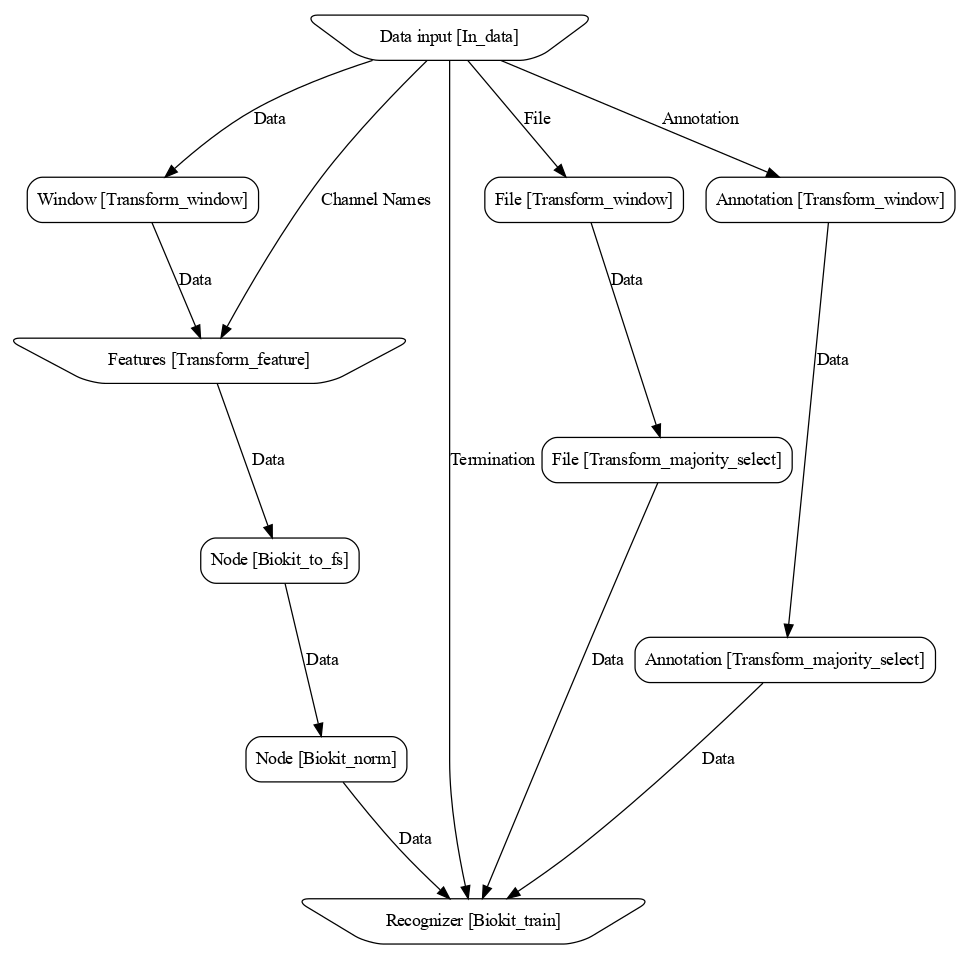 Data input [In_data]
Data
File
Annotation
Window [Transform_window]
Channel Names
File [Transform_window]
Annotation [Transform_window]
Data
Data
Features [Transform_feature]
Data
Data
Termination
File [Transform_majority_select]
Node [Biokit_to_fs]
Data
Data
Annotation [Transform_majority_select]
Node [Biokit_norm]
Data
Data
Recognizer [Biokit_train]